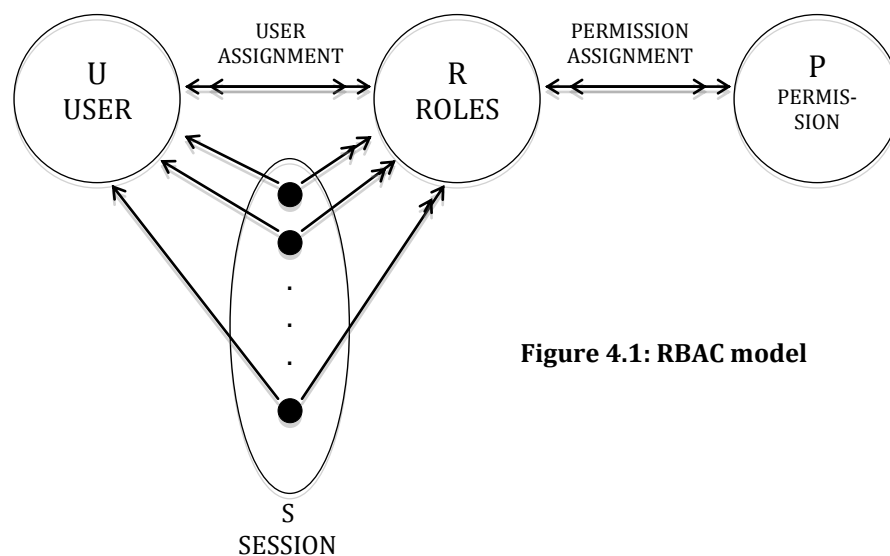 USER
ASSIGNMENT
PERMISSION
ASSIGNMENT
U
USER
R
ROLES
P
PERMIS-
SION
.
.
.
Figure 4.1: RBAC model
S
SESSION